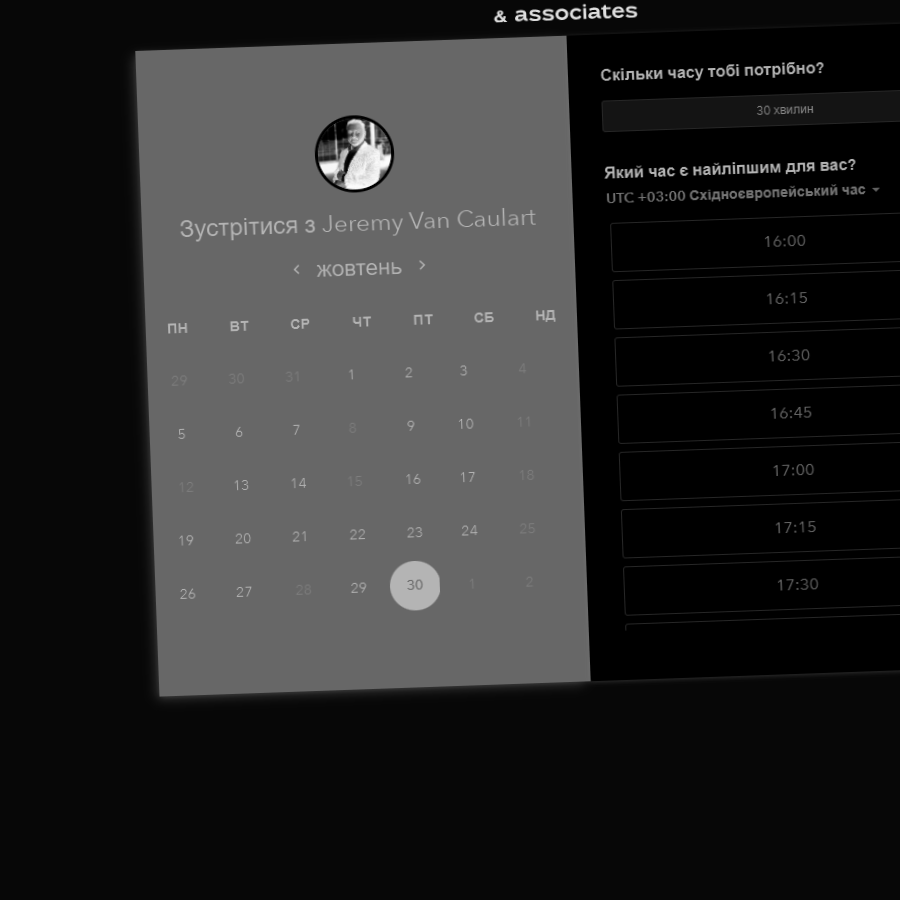 & associates
Зустрітися з Jeremy Van Caulart
‹ жовтень ›
ПН ВТ СР ЧТ ПТ СБ НД
29 30 31 1 2 3 4
5 6 7 8 9 10 11
12 13 14 15 16 17 18
19 20 21 22 23 24 25
26 27 28 29 30 1 2
Скільки часу тобі потрібно?
30 хвилин
Який час є найліпшим для вас?
UTC +03:00 Східноєвропейський час
16:00
16:15
16:30
16:45
17:00
17:15
17:30